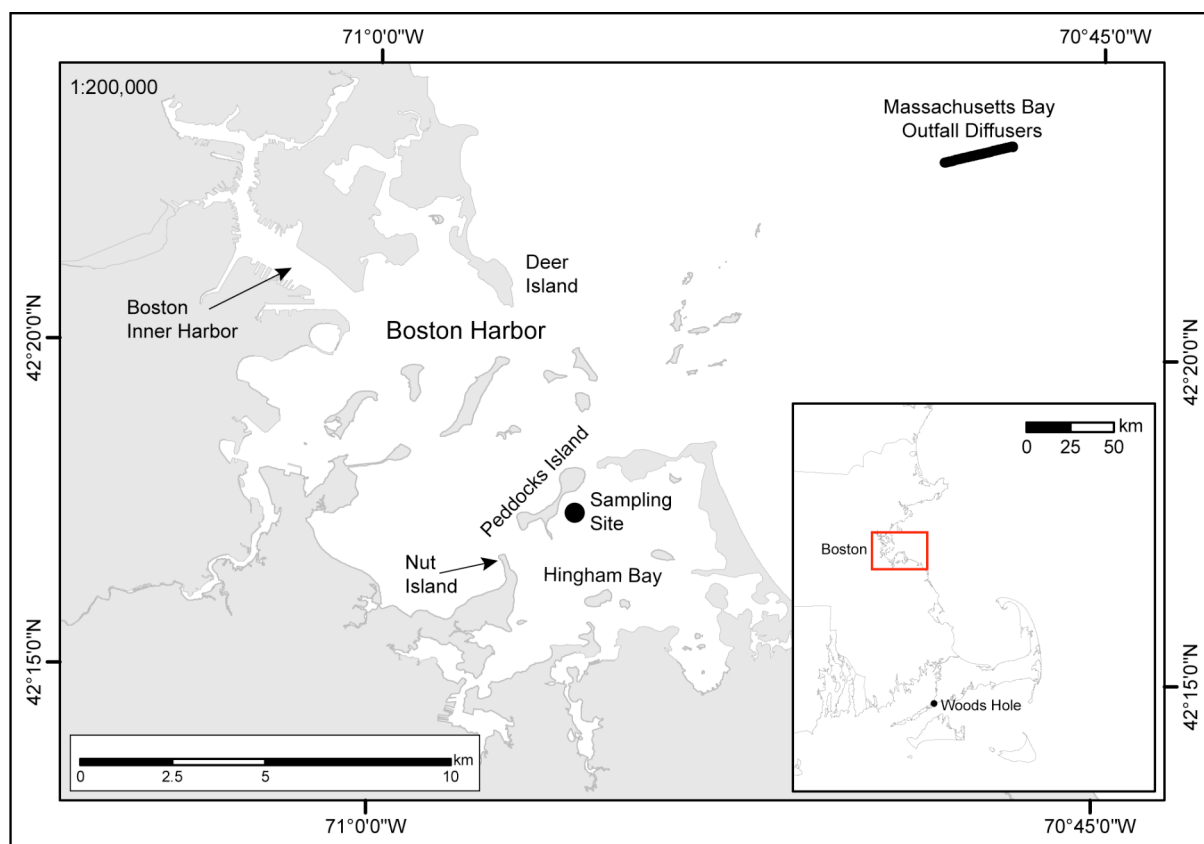 71°0'0"W
70°45'0"W
1:200,000
Massachusetts Bay
Outfall Diffusers
Deer
Island
Boston
Inner Harbor
Boston Harbor
42°20'0"N
42°20'0"N
km
0 25 50
Peddocks Island
Sampling
Site
Boston
Nut
Island
Hingham Bay
42°15'0"N
42°15'0"N
Woods Hole
km
0 2.5 5 10
71°0'0"W
70°45'0"W